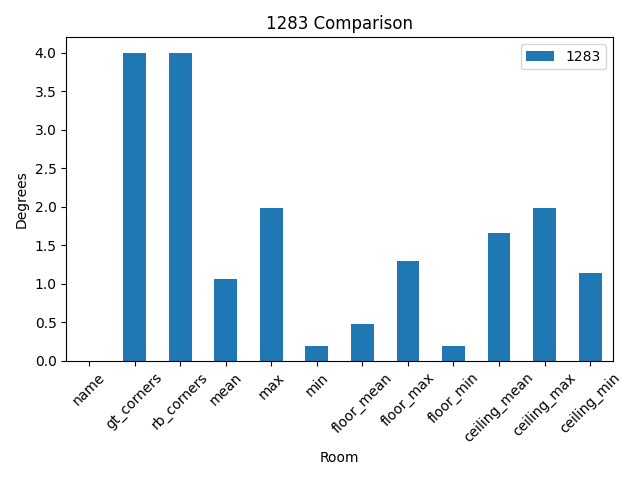 1283 Comparison
1283
Degrees
4.0
3.5
3.0
2.5
2.0
1.5
1.0
0.5
0.0
name
gt_corners
rb_corners
mean
max
min
floor_mean
floor_max
floor_min
ceiling_mean
ceiling_max
ceiling_min
Room